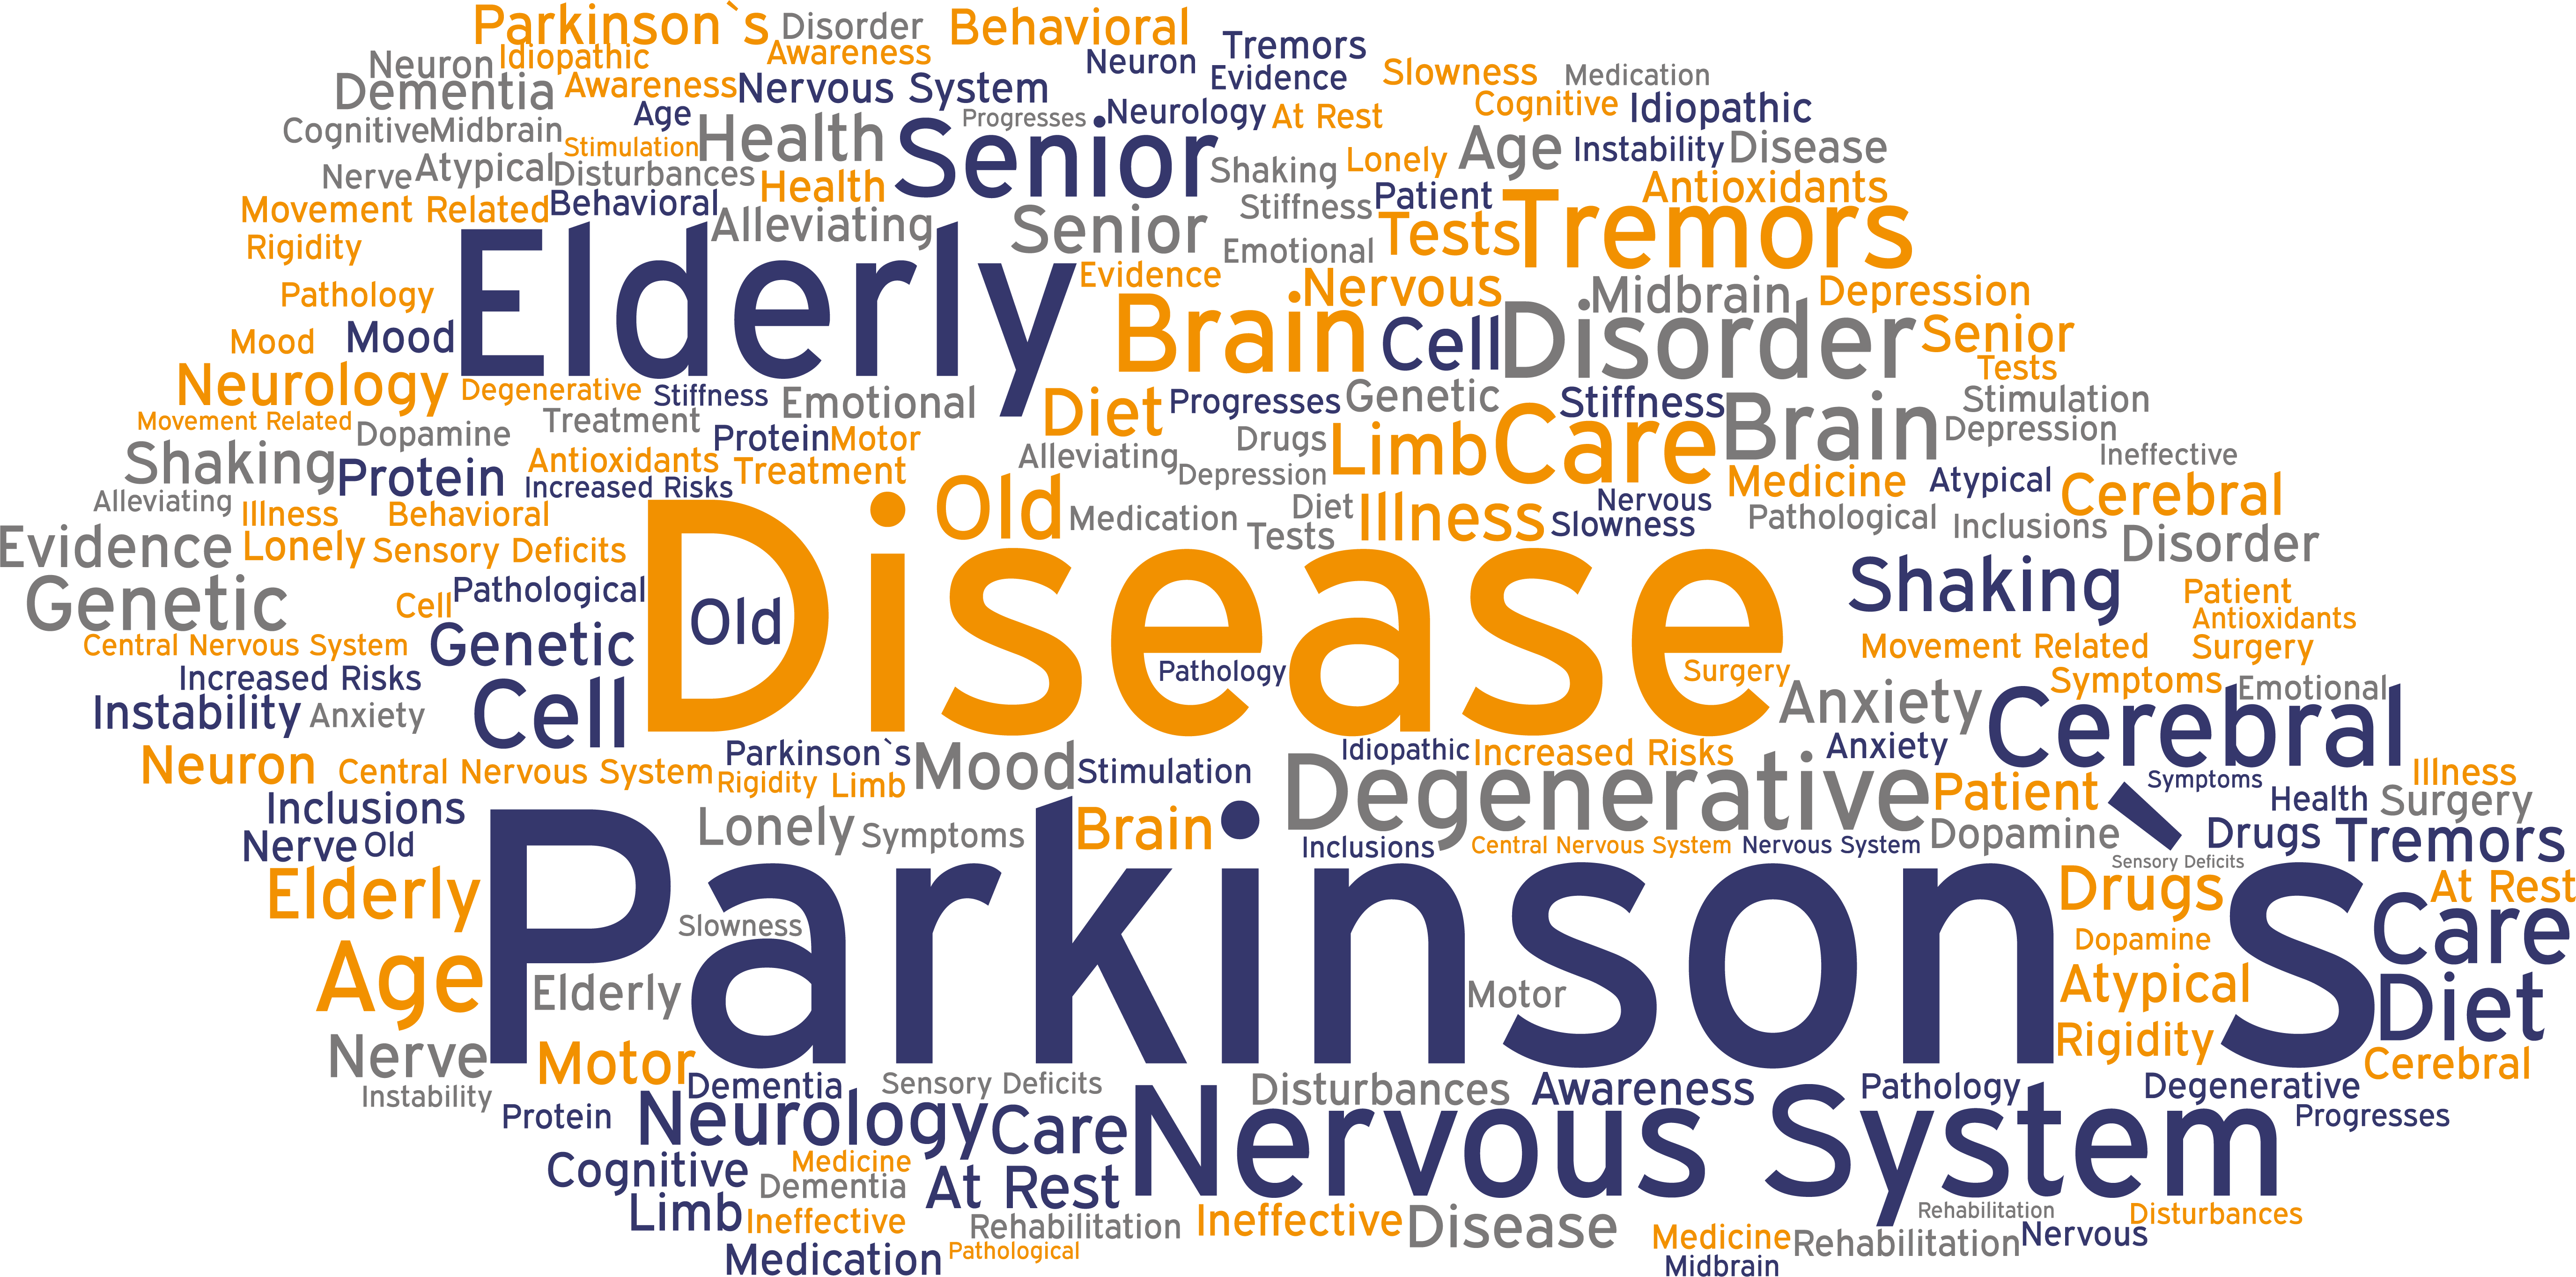 Parkinson`s Disorder Behavioral
Tremors
Neuron Idiopathic Awareness Neuron
Dementia Awareness Nervous System Evidence Slowness Medication
Age Progresses Neurology At Rest Cognitive Idiopathic
Cognitive Midbrain Stimulation Health Senior
Shaking Lonely Age Instability Disease
Nerve Atypical Disturbances Health
Patient Antioxidants
Movement Related Behavioral Alleviating Senior Stiffness Tests Tremors
Rigidity Elderly Emotional
Evidence Nervous Midbrain Depression
Pathology
Mood Mood Brain Cell Disorder Senior
Tests
Neurology Degenerative Stiffness Emotional Diet Progresses Genetic Stiffness Stimulation
Movement Related Dopamine Treatment Protein Motor Drugs Limb Care Brain Depression
Shaking Protein Antioxidants Treatment Alleviating Depression Ineffective
Increased Risks Medicine Atypical Cerebral
Alleviating Illness Behavioral Old Medication Diet Illness Nervous Slowness Pathological Inclusions
Evidence Lonely Sensory Deficits Tests Disorder
Genetic Cell Pathological Old Disease Shaking Patient
Antioxidants
Central Nervous System Genetic Movement Related Surgery
Increased Risks Pathology Surgery Symptoms Emotional
Instability Anxiety Cell Anxiety Cerebral
Parkinson`s Mood Idiopathic Increased Risks Anxiety
Neuron Central Nervous System Rigidity Limb Stimulation Degenerative Patient Symptoms Illness
Inclusions Health Surgery
Nerve Old Lonely Symptoms Brain Inclusions Central Nervous System Nervous System Dopamine Drugs Tremors
Sensory Deficits
Elderly Parkinson`s Drugs At Rest
Slowness Care
Age Elderly Motor Dopamine
Atypical Diet
Nerve Motor Rigidity Cerebral
Instability Dementia Sensory Deficits Disturbances Awareness Pathology Degenerative
Protein Neurology Care Nervous System Progresses
Cognitive Medicine
Dementia At Rest
Limb Ineffective Rehabilitation Ineffective Disease Rehabilitation Disturbances
Medication Pathological Medicine Rehabilitation Nervous
Midbrain